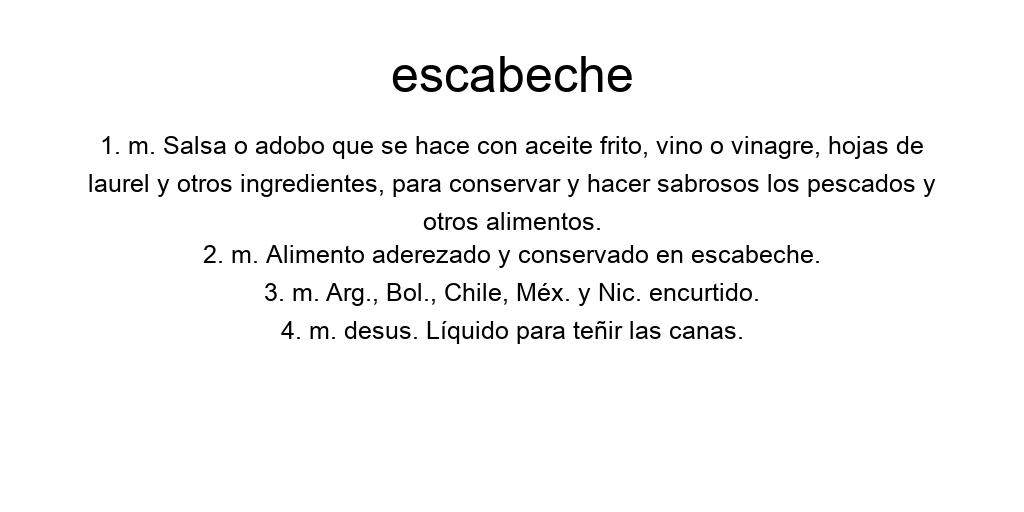 escabeche
1. m. Salsa o adobo que se hace con aceite frito, vino o vinagre, hojas de
laurel y otros ingredientes, para conservar y hacer sabrosos los pescados y
otros alimentos.
2. m. Alimento aderezado y conservado en escabeche.
3. m. Arg., Bol., Chile, Méx. y Nic. encurtido.
4. m. desus. Líquido para teñir las canas.